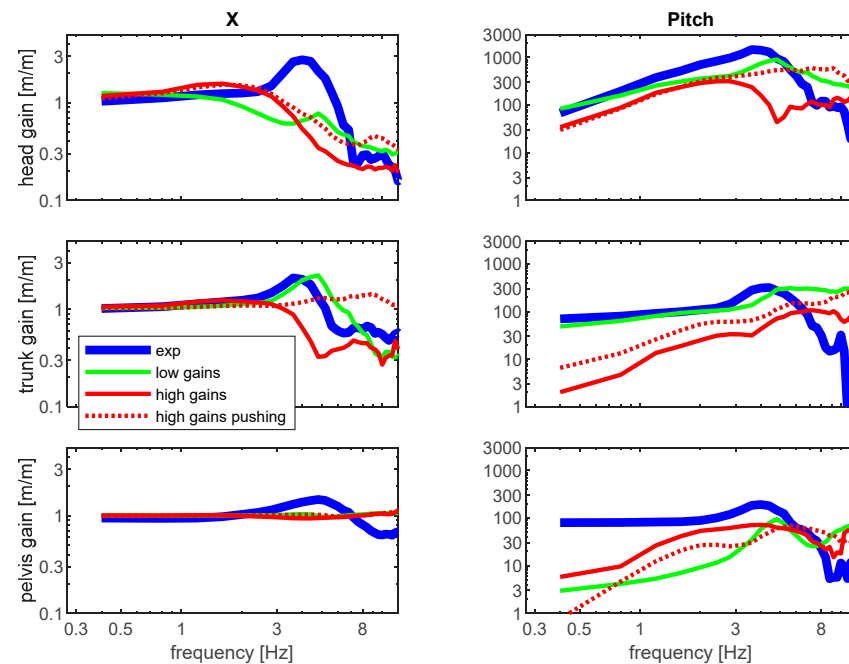 X
Pitch
head gain [m/m]
3
1
0.3
0.1
3000
1000
300
100
30
10
3
1
trunk gain [m/m]
3
1
0.3
0.1
exp
low gains
high gains
high gains pushing
3000
1000
300
100
30
10
3
1
pelvis gain [m/m]
3
1
0.3
0.1
0.3 0.5 1 3 8
frequency [Hz]
3000
1000
300
100
30
10
3
1
0.3 0.5 1 3 8
frequency [Hz]